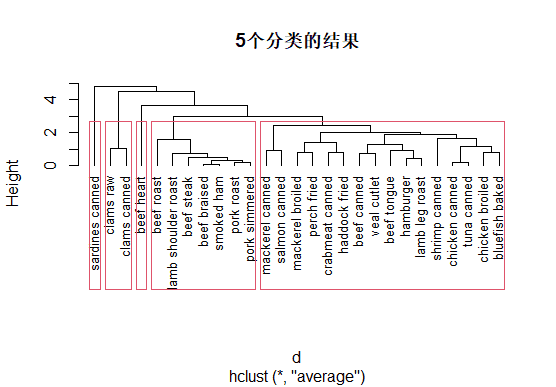 5个分类的结果
Height
0
2
4
sardines canned
clams raw
clams canned
beef heart
beef roast
lamb shoulder roast
beef steak
beef braised
smoked ham
pork roast
pork simmered
mackerel canned
salmon canned
mackerel broiled
perch fried
crabmeat canned
haddock fried
beef canned
veal cutlet
beef tongue
hamburger
lamb leg roast
shrimp canned
chicken canned
tuna canned
chicken broiled
bluefish baked
d
hclust (*, "average")